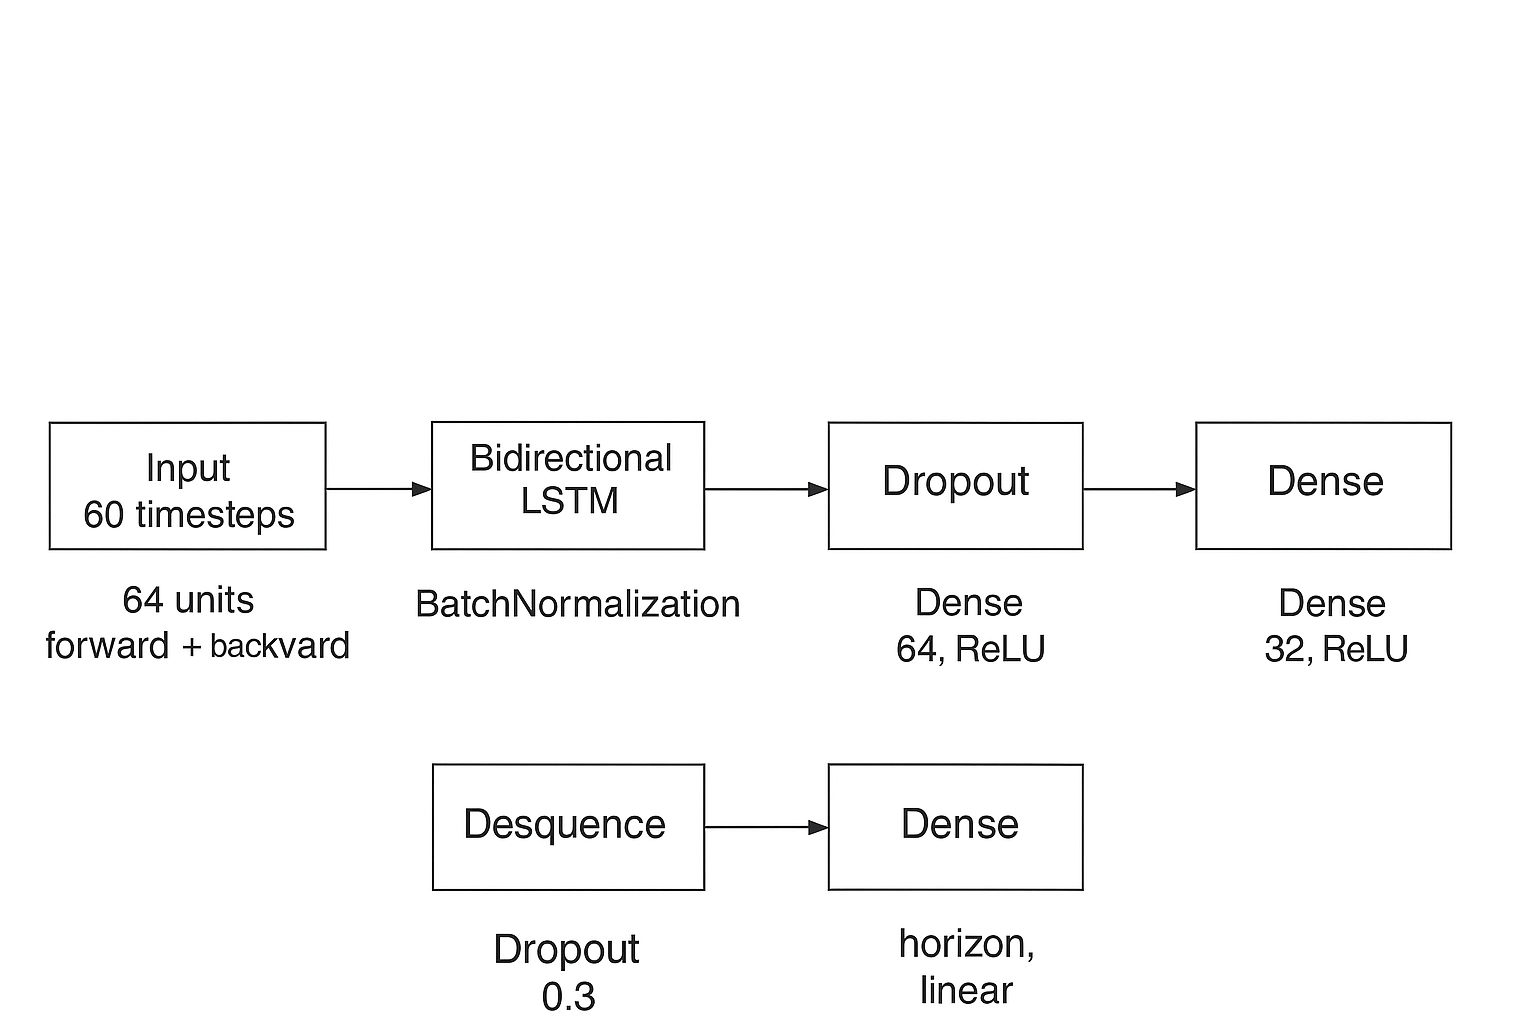 Input
60 timesteps
Bidirectional
LSTM
Dropout
Dense
64 units
forward + backvard
BatchNormalization
Dense
64, ReLU
Dense
32, ReLU
Desquence
Dense
Dropout
0.3
horizon,
linear